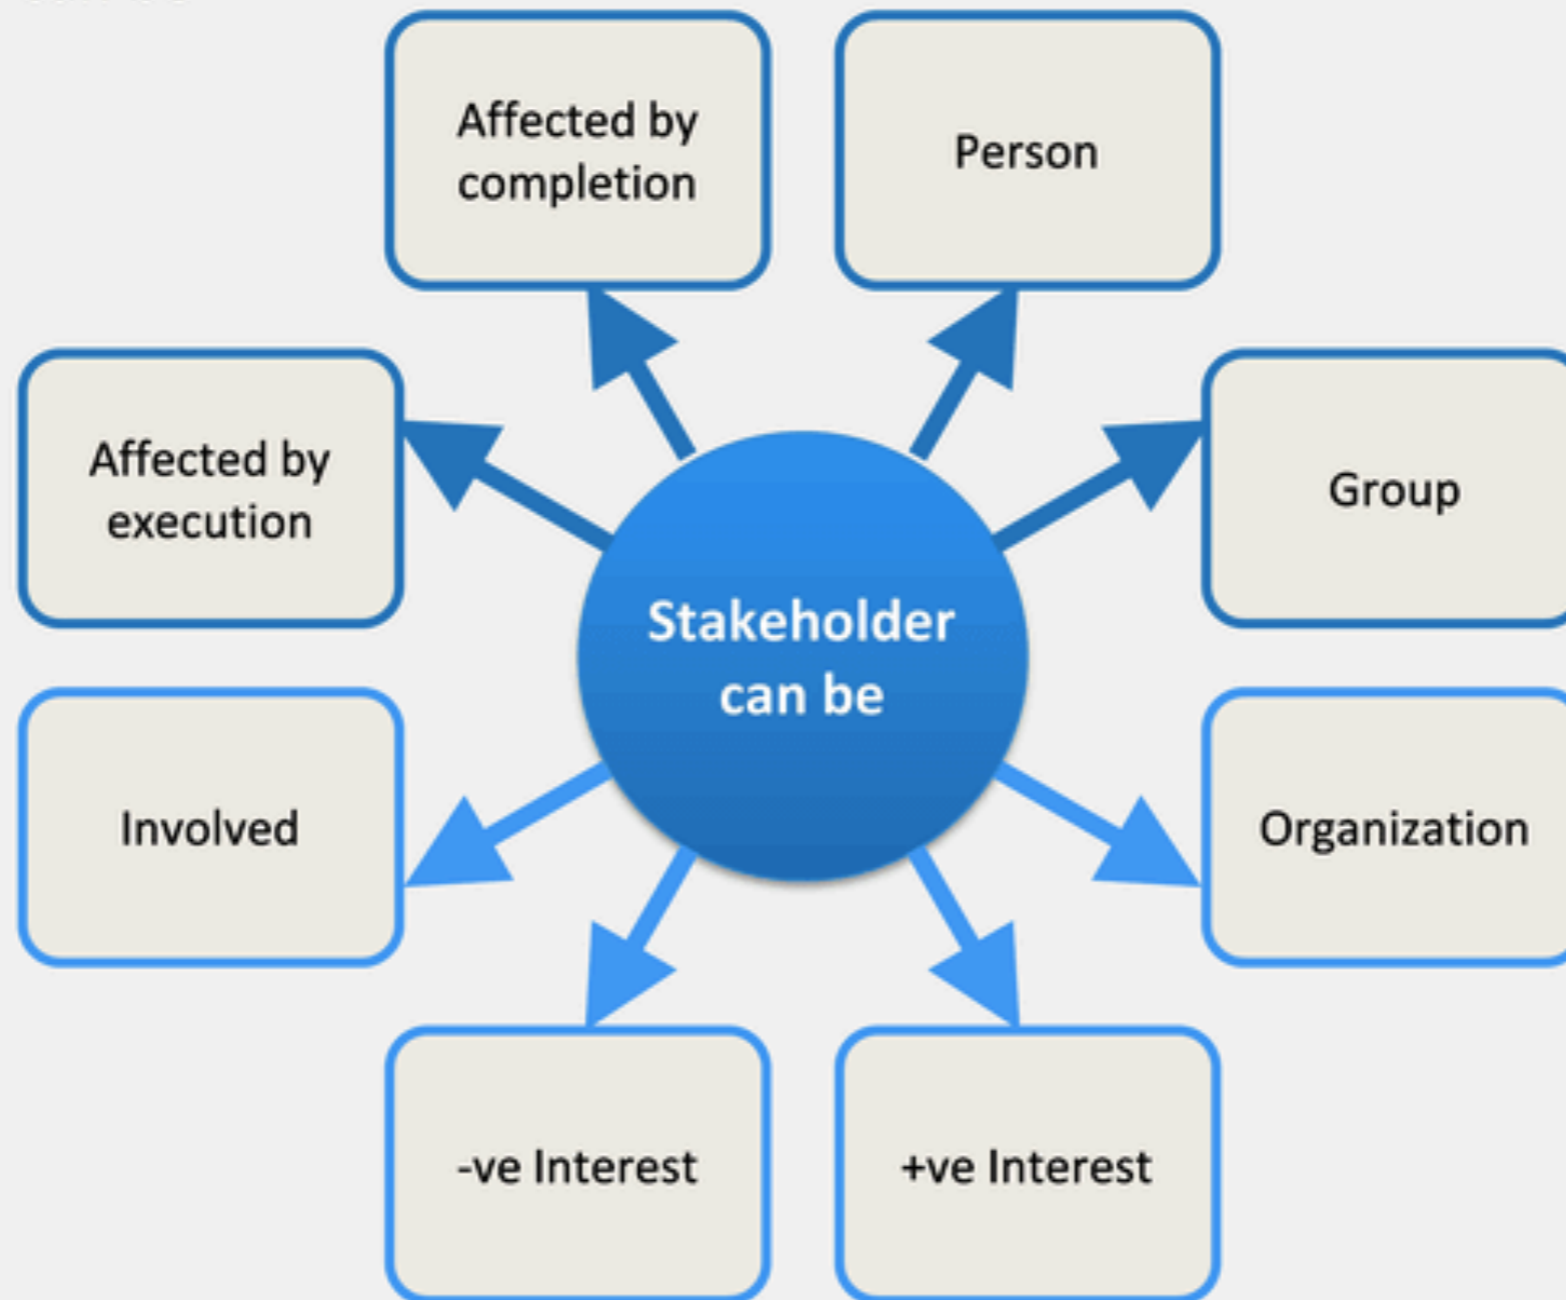 Affected by
completion
Person
Affected by
execution
Group
Stakeholder
can be
Involved
Organization
-ve Interest
+ve Interest